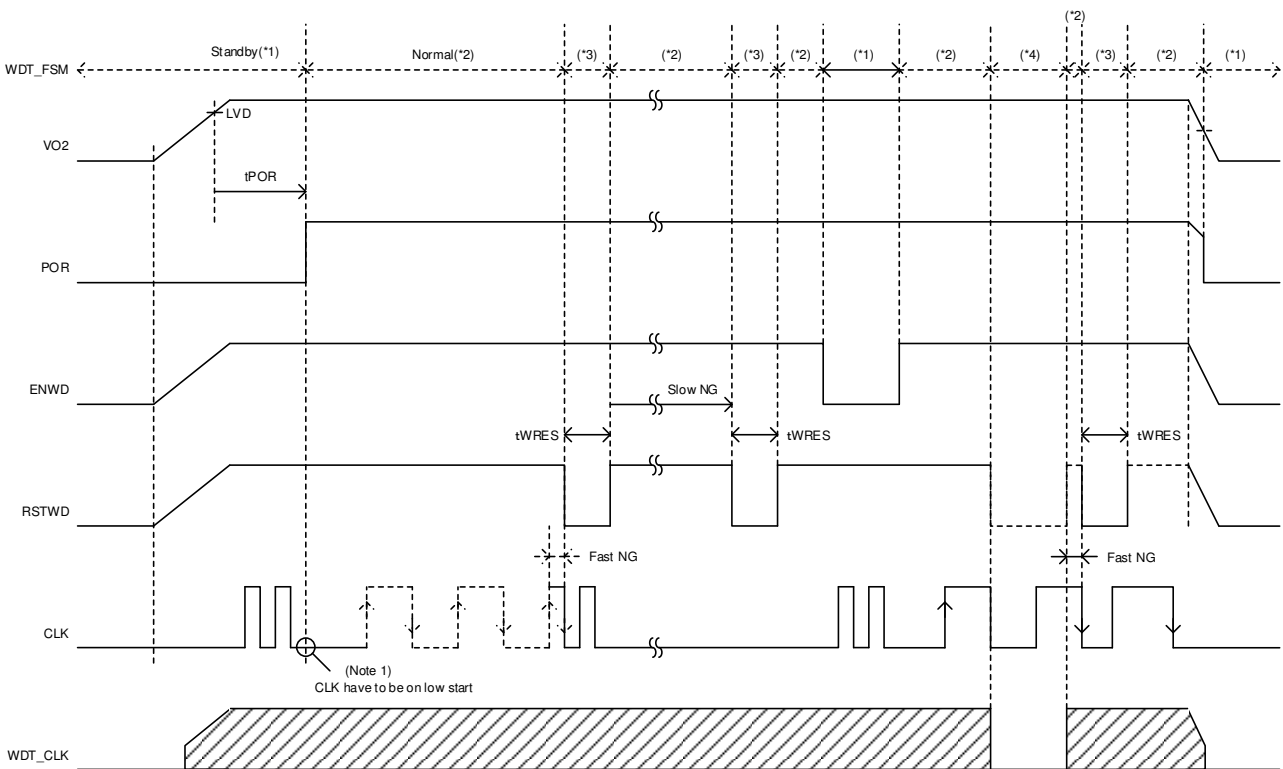 (*2)
Standby(*1)
Normal(*2)
(*3)
(*2)
(*3)
(*2)
(*1)
(*2)
(*4)
(*3)
(*2)
(*1)
WDT_FSM
LVD
VO2
tPOR
POR
ENWD
Slow NG
tWRES
tWRES
tWRES
RSTWD
Fast NG
Fast NG
CLK
(Note 1)
CLK have to be on low start
WDT_CLK